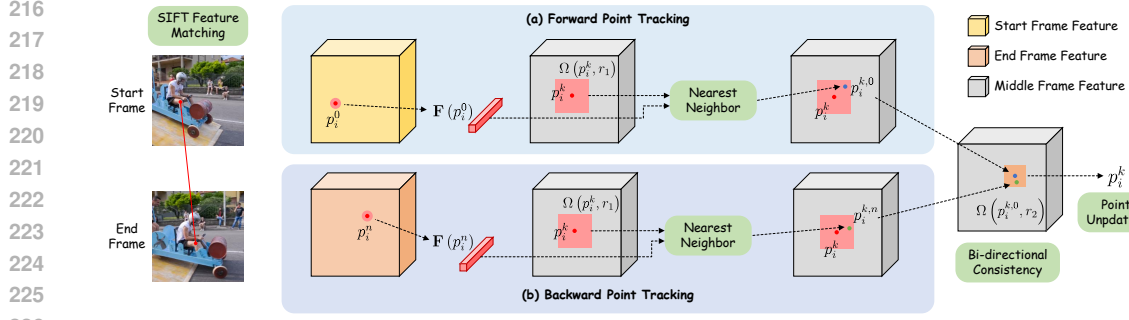 216
217
218
219
220
221
222
223
224
225
SIFT Feature
Matching
Start
Frame
End
Frame
(a) Forward Point Tracking
p_i^0
F (p_i^0)
Ω (p_i^k, r_1)
p_i^k
Nearest
Neighbor
p_i^{k,0}
p_i^k
p_i^n
F (p_i^n)
Ω (p_i^k, r_1)
p_i^k
Nearest
Neighbor
p_i^{k,n}
p_i^k
(b) Backward Point Tracking
Start Frame Feature
End Frame Feature
Middle Frame Feature
Ω (p_i^{k,0}, r_2)
p_i^k
Point
Unpdat
Bi-directional
Consistency